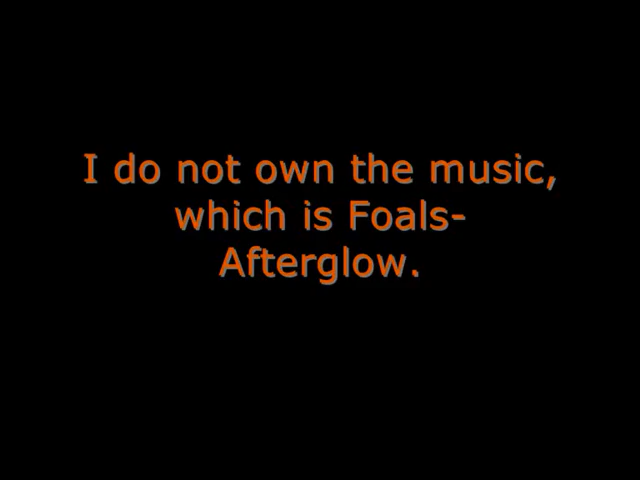 I do not own the music,
which is Foals-
Afterglow.